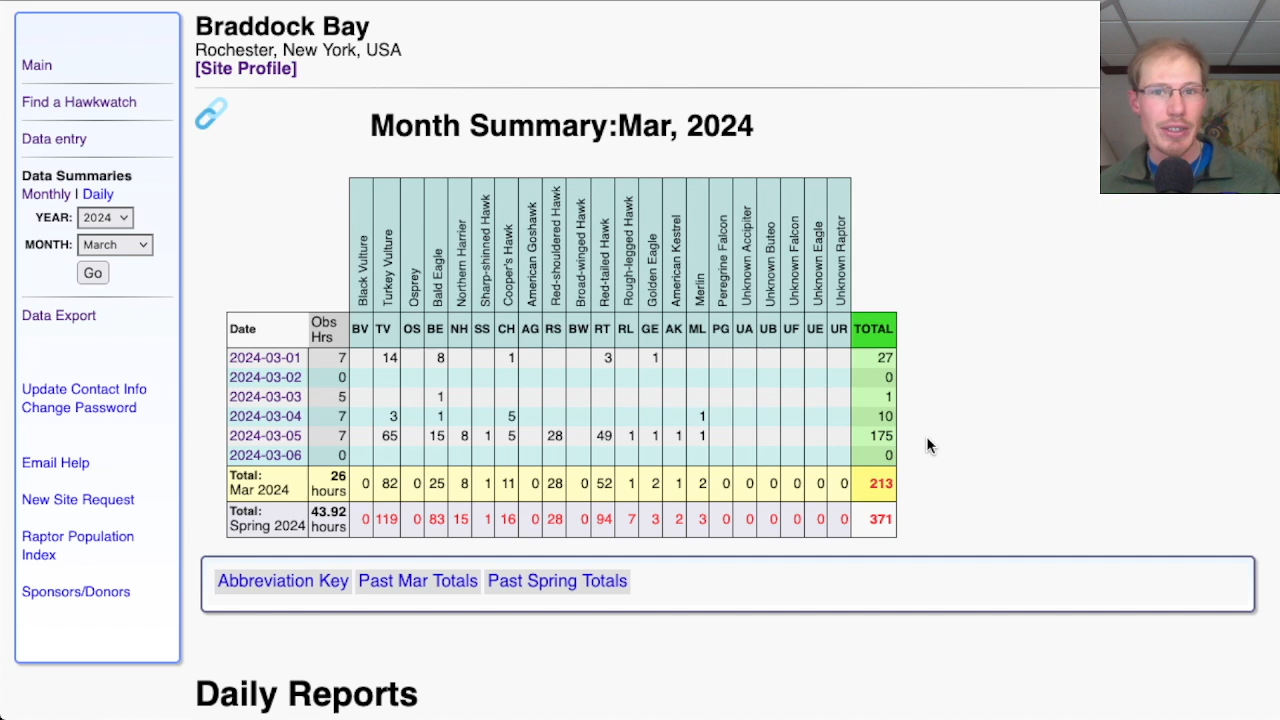 Main
Find a Hawkwatch
Data entry
Data Summaries
Monthly | Daily
YEAR: 2024
MONTH: March
Go
Data Export
Update Contact Info
Change Password
Email Help
New Site Request
Raptor Population
Index
Sponsors/Donors
Braddock Bay
Rochester, New York, USA
[Site Profile]
Month Summary:Mar, 2024
Black Vulture
Turkey Vulture
Osprey
Bald Eagle
Northern Harrier
Sharp-shinned Hawk
Cooper's Hawk
American Goshawk
Red-shouldered Hawk
Broad-winged Hawk
Red-tailed Hawk
Rough-legged Hawk
Golden Eagle
American Kestrel
Merlin
Peregrine Falcon
Unknown Accipiter
Unknown Buteo
Unknown Falcon
Unknown Eagle
Unknown Raptor
Date Obs Hrs BV TV OS BE NH SS CH AG RS BW RT RL GE AK ML PG UA UB UF UE UR TOTAL
2024-03-01 7 14 8 1 3 1 27
2024-03-02 0 0
2024-03-03 5 1 1
2024-03-04 7 3 1 5 1 10
2024-03-05 7 65 15 8 1 5 28 49 1 1 1 1 175
2024-03-06 0 0
Total: Mar 2024 26 hours 0 82 0 25 8 1 11 0 28 0 52 1 2 1 2 0 0 0 0 0 0 213
Total: Spring 2024 43.92 hours 0 119 0 83 15 1 16 0 28 0 94 7 3 2 3 0 0 0 0 0 0 371
Abbreviation Key Past Mar Totals Past Spring Totals
Daily Reports